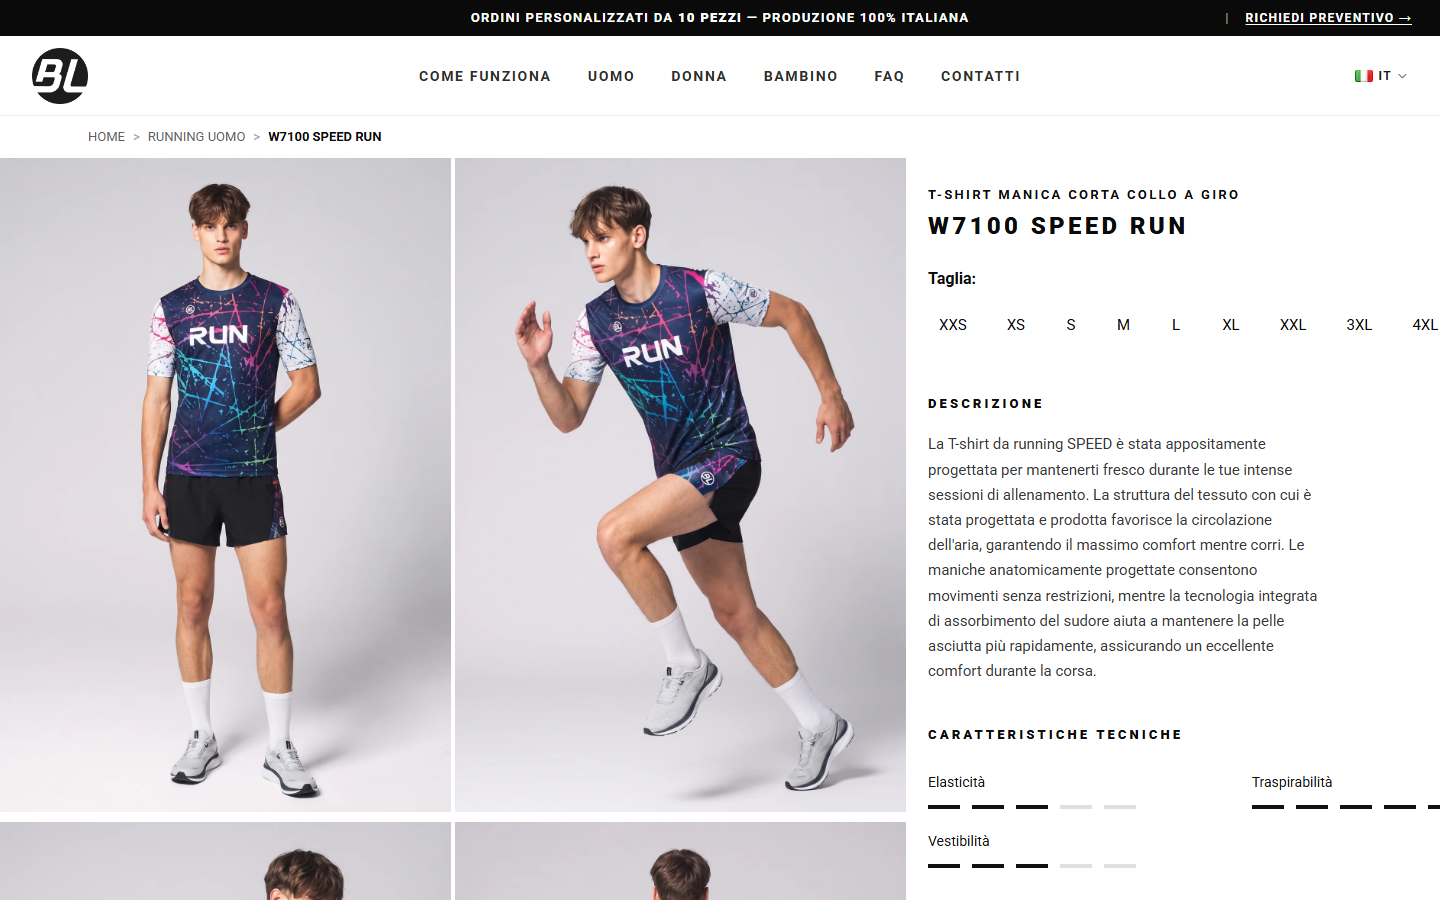 ORDINI PERSONALIZZATI DA 10 PEZZI — PRODUZIONE 100% ITALIANA
| RICHIEDI PREVENTIVO →
BL
COME FUNZIONA UOMO DONNA BAMBINO FAQ CONTATTI
IT
HOME > RUNNING UOMO > W7100 SPEED RUN
RUN
RUN
BL
T-SHIRT MANICA CORTA COLLO A GIRO
W7100 SPEED RUN
Taglia:
XXS XS S M L XL XXL 3XL 4XL
DESCRIZIONE
La T-shirt da running SPEED è stata appositamente
progettata per mantenerti fresco durante le tue intense
sessioni di allenamento. La struttura del tessuto con cui è
stata progettata e prodotta favorisce la circolazione
dell'aria, garantendo il massimo comfort mentre corri. Le
maniche anatomicamente progettate consentono
movimenti senza restrizioni, mentre la tecnologia integrata
di assorbimento del sudore aiuta a mantenere la pelle
asciutta più rapidamente, assicurando un eccellente
comfort durante la corsa.
CARATTERISTICHE TECNICHE
Elasticità
Traspirabilità
Vestibilità